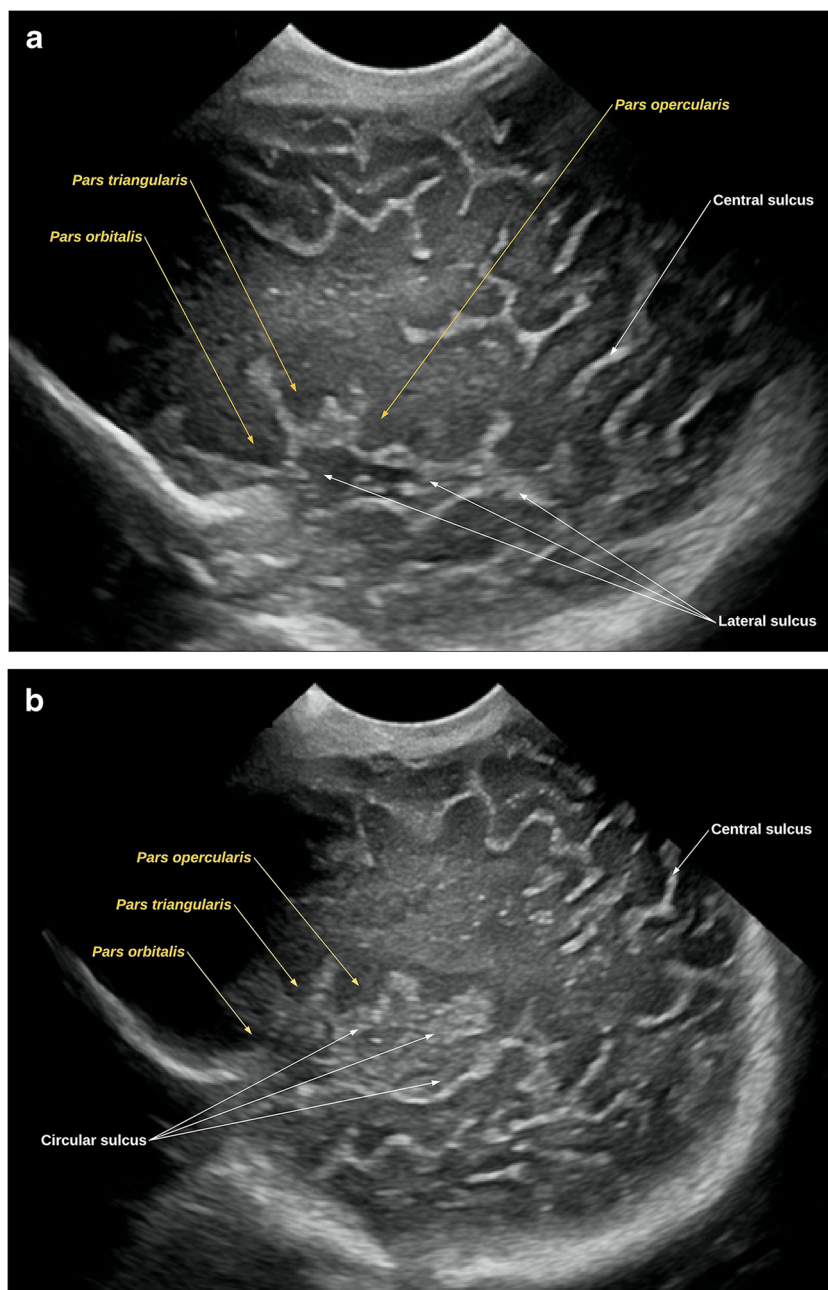 a
Pars opercularis
Pars triangularis
Central sulcus
Pars orbitalis
Lateral sulcus
b
Central sulcus
Pars opercularis
Pars triangularis
Pars orbitalis
Circular sulcus